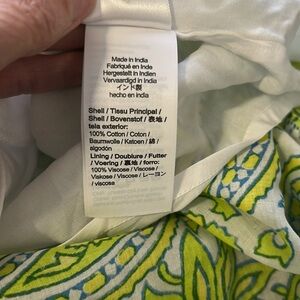 Made in India
Fabriqué en Inde
Hergestellt in Indien
Vervaardigd in India
インド製
hecho en india
Shell / Tissu Principal /
Shell / Bovenstof / 表地 /
tela exterior:
100% Cotton / Coton /
Baumwolle / Katoen / 綿 /
algodón
Lining / Doublure / Futter
/ Voering / 裏地 / forro:
100% Viscose / Viscose /
Viskose / Viscose / レーヨン
/ viscosa